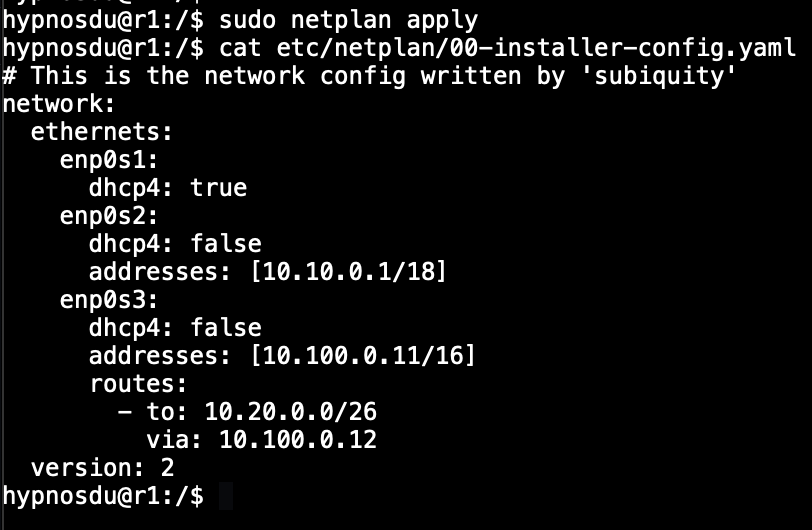 hypnosdu@r1:/$ sudo netplan apply
hypnosdu@r1:/$ cat etc/netplan/00-installer-config.yaml
# This is the network config written by 'subiquity'
network:
  ethernets:
    enp0s1:
      dhcp4: true
    enp0s2:
      dhcp4: false
      addresses: [10.10.0.1/18]
    enp0s3:
      dhcp4: false
      addresses: [10.100.0.11/16]
      routes:
        - to: 10.20.0.0/26
          via: 10.100.0.12
  version: 2
hypnosdu@r1:/$